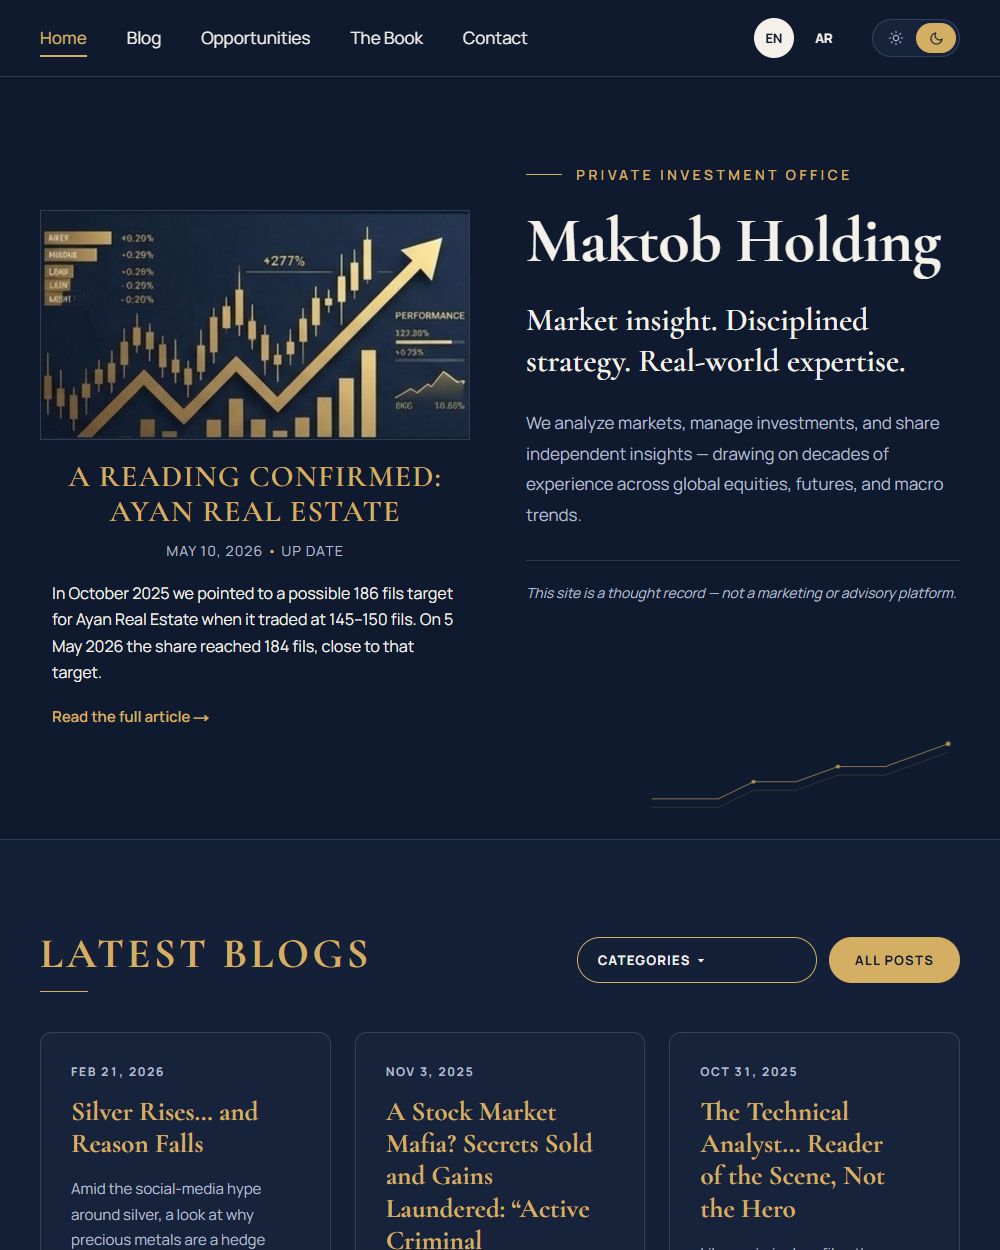 Home
Blog
Opportunities
The Book
Contact
EN
AR
PRIVATE INVESTMENT OFFICE
Maktob Holding
Market insight. Disciplined
strategy. Real-world expertise.
We analyze markets, manage investments, and share
independent insights — drawing on decades of
experience across global equities, futures, and macro
trends.
This site is a thought record — not a marketing or advisory platform.
+0.29%
-0.29%
-0:20%
+277%
PERFORMANCE
A READING CONFIRMED:
AYAN REAL ESTATE
MAY 10, 2026 • UP DATE
In October 2025 we pointed to a possible 186 fils target
for Ayan Real Estate when it traded at 145–150 fils. On 5
May 2026 the share reached 184 fils, close to that
target.
Read the full article →
LATEST BLOGS
CATEGORIES
ALL POSTS
FEB 21, 2026
Silver Rises... and
Reason Falls
Amid the social-media hype
around silver, a look at why
precious metals are a hedge
NOV 3, 2025
A Stock Market
Mafia? Secrets Sold
and Gains
Laundered: “Active
Criminal
OCT 31, 2025
The Technical
Analyst... Reader
of the Scene, Not
the Hero